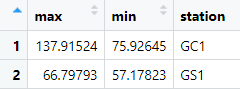 max min station
1 137.91524 75.92645 GC1
2 66.79793 57.17823 GS1